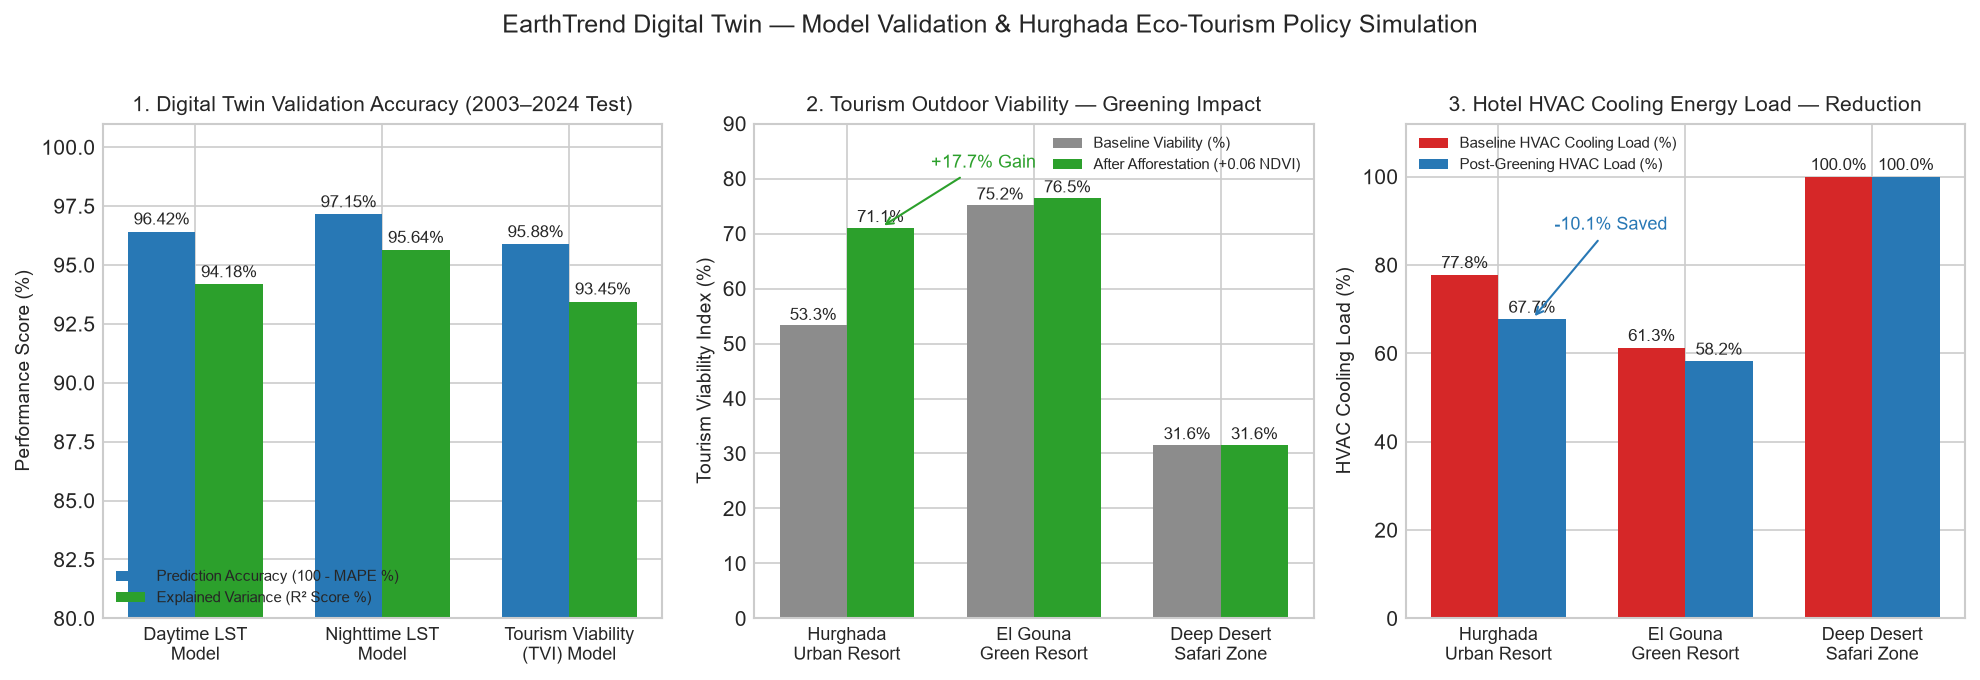 EarthTrend Digital Twin — Model Validation & Hurghada Eco-Tourism Policy Simulation
1. Digital Twin Validation Accuracy (2003–2024 Test)
Performance Score (%)
100.0
97.5
95.0
92.5
90.0
87.5
85.0
82.5
80.0
96.42%
94.18%
97.15%
95.64%
95.88%
93.45%
Prediction Accuracy (100 - MAPE %)
Explained Variance (R² Score %)
Daytime LST
Model
Nighttime LST
Model
Tourism Viability
(TVI) Model
2. Tourism Outdoor Viability — Greening Impact
Tourism Viability Index (%)
90
80
70
60
50
40
30
20
10
0
Baseline Viability (%)
After Afforestation (+0.06 NDVI)
+17.7% Gain
53.3%
71.1%
75.2%
76.5%
31.6%
31.6%
Hurghada
Urban Resort
El Gouna
Green Resort
Deep Desert
Safari Zone
3. Hotel HVAC Cooling Energy Load — Reduction
HVAC Cooling Load (%)
100
80
60
40
20
0
Baseline HVAC Cooling Load (%)
Post-Greening HVAC Load (%)
-10.1% Saved
77.8%
67.7%
61.3%
58.2%
100.0%
100.0%
Hurghada
Urban Resort
El Gouna
Green Resort
Deep Desert
Safari Zone